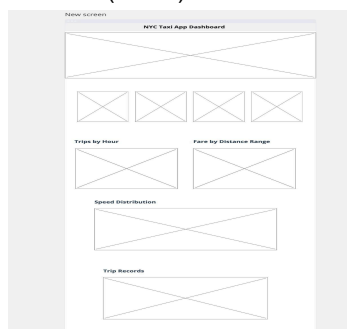 New screen
NYC Taxi App Dashboard
Trips by Hour
Fare by Distance Range
Speed Distribution
Trip Records